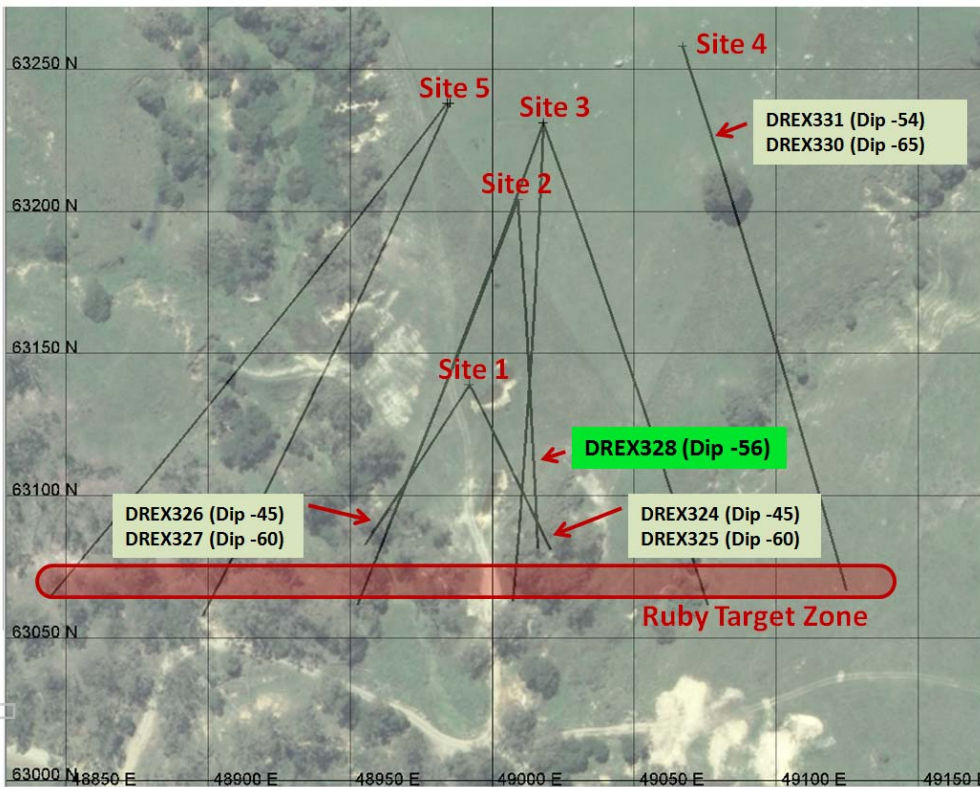 63250 N
Site 4
Site 5
Site 3
DREX331 (Dip -54)
DREX330 (Dip -65)
63200 N
Site 2
63150 N
Site 1
DREX328 (Dip -56)
63100 N
DREX326 (Dip -45)
DREX327 (Dip -60)
DREX324 (Dip -45)
DREX325 (Dip -60)
Ruby Target Zone
63050 N
63000 N
48850 E
48900 E
48950 E
49000 E
49050 E
49100 E
49150 E